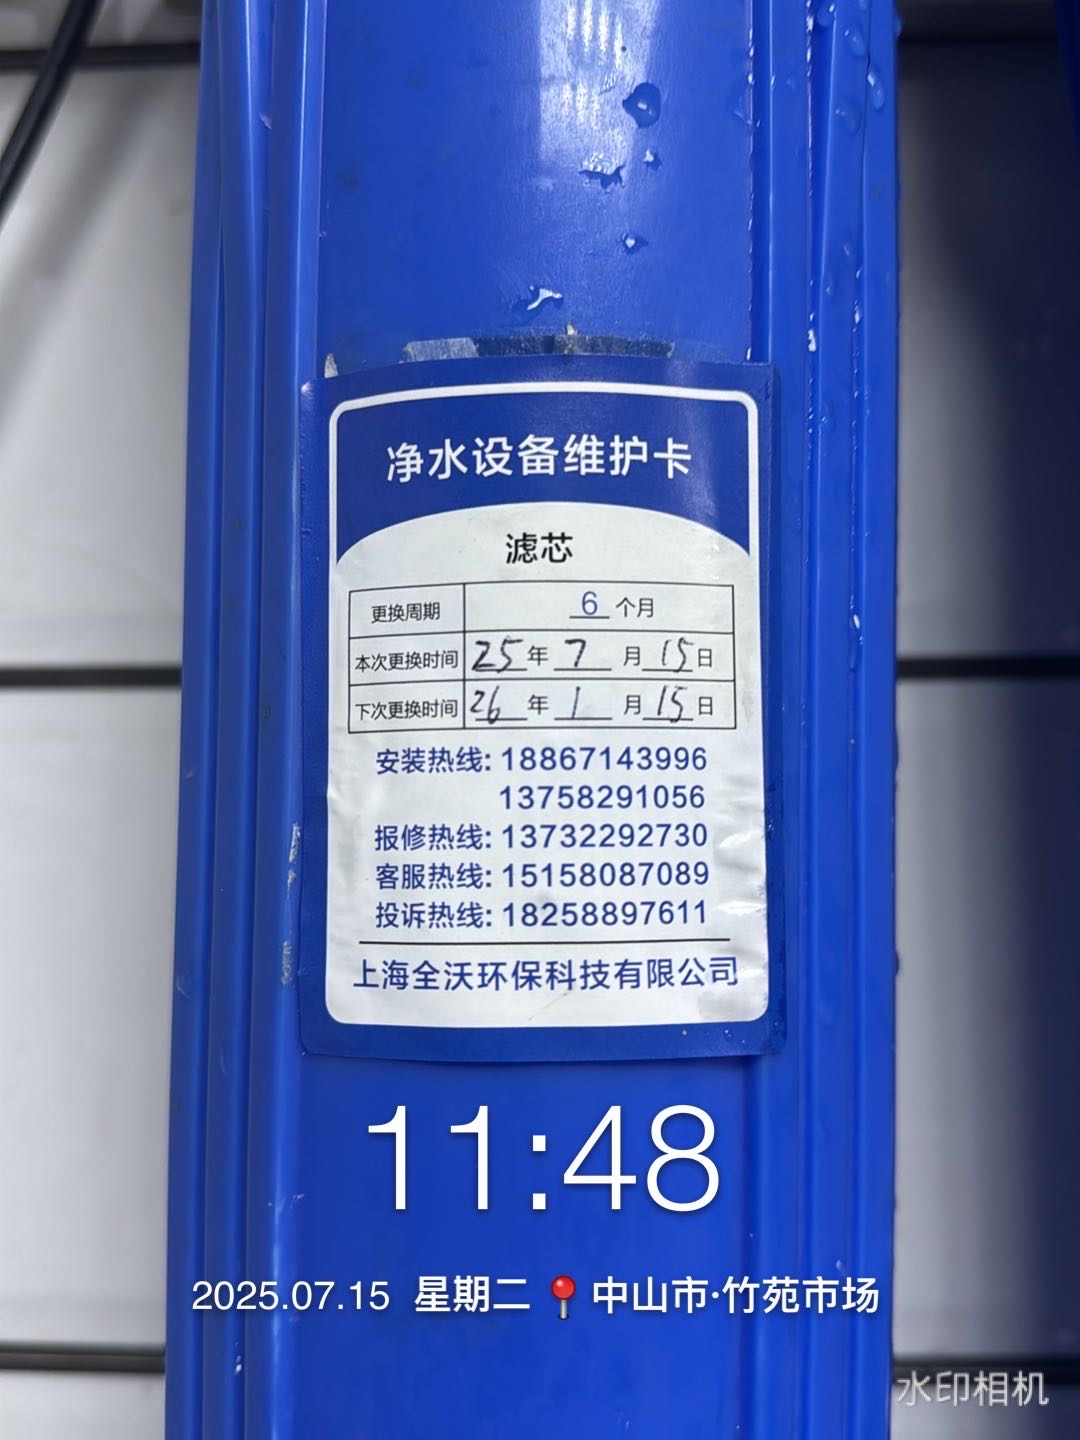 净水设备维护卡
滤芯
更换周期 6 个月
本次更换时间 25 年 7 月 15 日
下次更换时间 26 年 1 月 15 日
安装热线: 18867143996
13758291056
报修热线: 13732292730
客服热线: 15158087089
投诉热线: 18258897611
上海全沃环保科技有限公司
11:48
2025.07.15 星期二 中山市·竹苑市场
水印相机